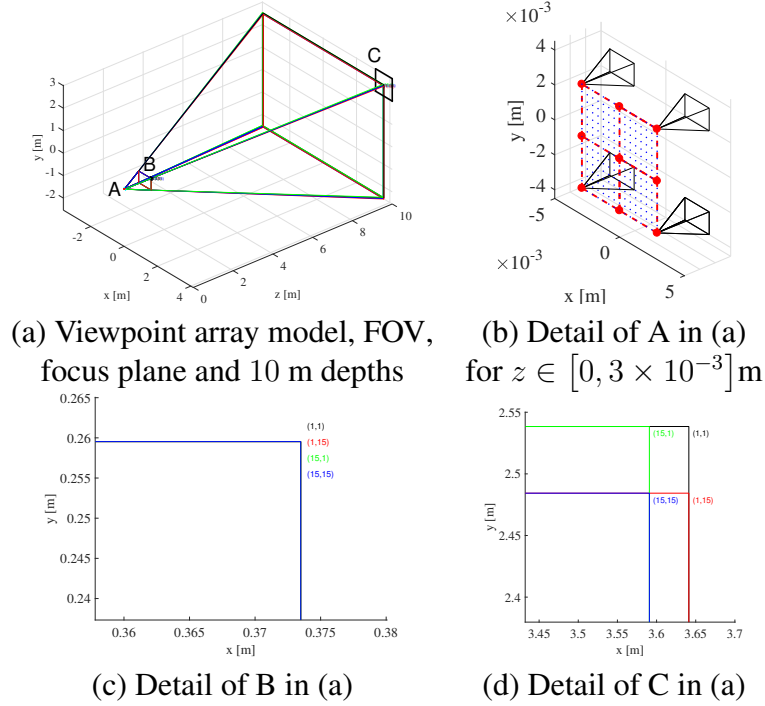 C
B
A
3
2
1
0
-1
-2
y [m]
-2
0
2
4
x [m]
0
2
4
6
8
10
z [m]
×10⁻³
4
2
0
-2
-4
y [m]
-5
0
5
×10⁻³
x [m]
(a) Viewpoint array model, FOV,
focus plane and 10 m depths
(b) Detail of A in (a)
for z ∈ [0, 3 × 10⁻³]m
0.265
0.26
0.255
0.25
0.245
0.24
y [m]
(1,1)
(1,15)
(15,1)
(15,15)
0.36 0.365 0.37 0.375 0.38
x [m]
(c) Detail of B in (a)
2.55
2.5
2.45
2.4
y [m]
(15,1) (1,1)
(15,15) (1,15)
3.45 3.5 3.55 3.6 3.65 3.7
x [m]
(d) Detail of C in (a)